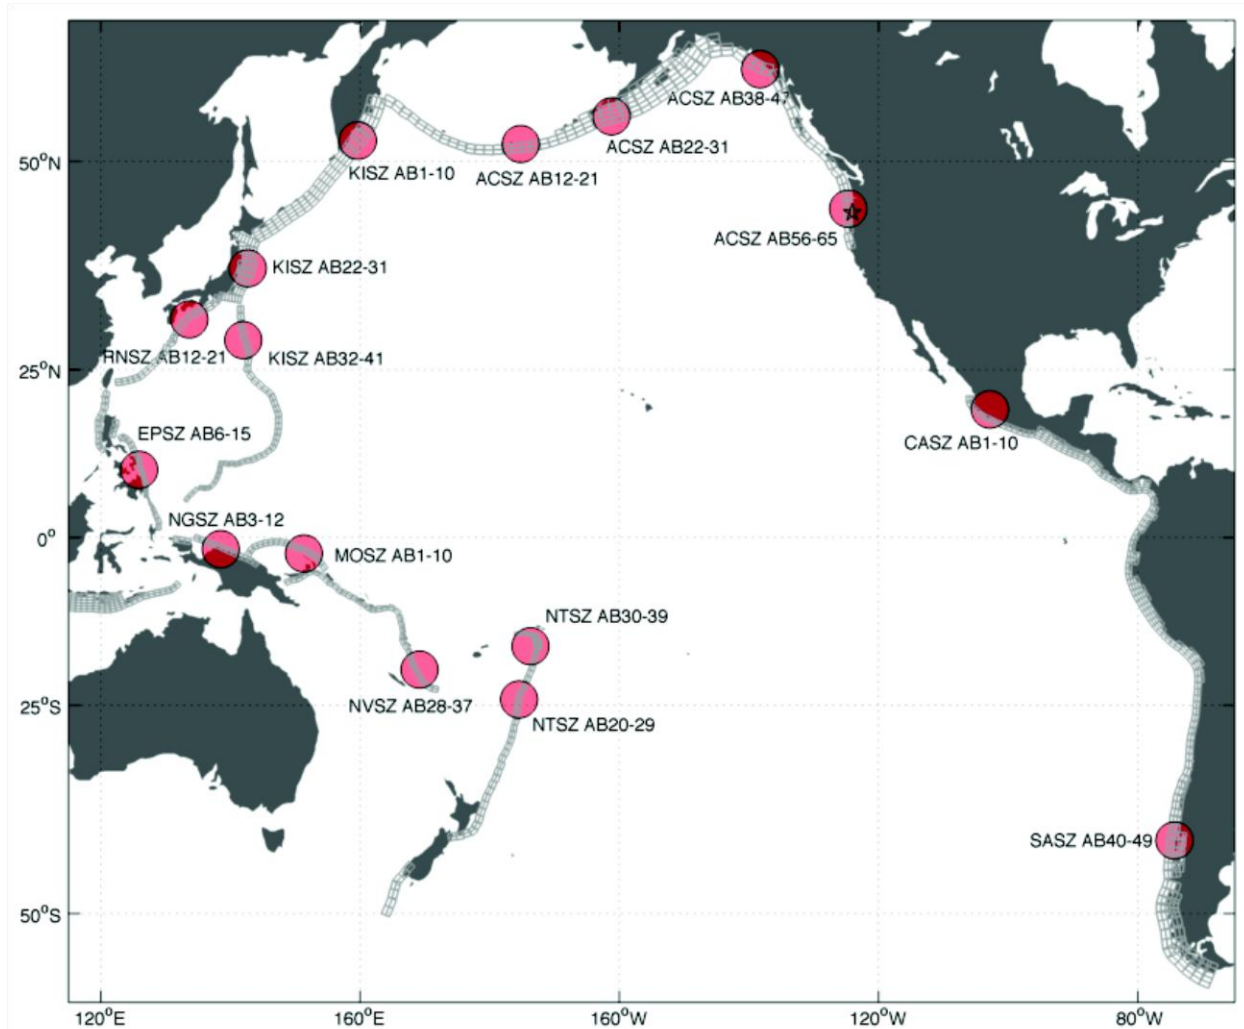 ACSZ AB38-47
ACSZ AB22-31
50°N
KISZ AB1-10
ACSZ AB12-21
ACSZ AB56-65
KISZ AB22-31
RNSZ AB12-21
KISZ AB32-41
25°N
EPSZ AB6-15
CASZ AB1-10
NGSZ AB3-12
0°
MOSZ AB1-10
NTSZ AB30-39
NVSZ AB28-37
25°S
NTSZ AB20-29
SASZ AB40-49
50°S
120°E
160°E
160°W
120°W
80°W